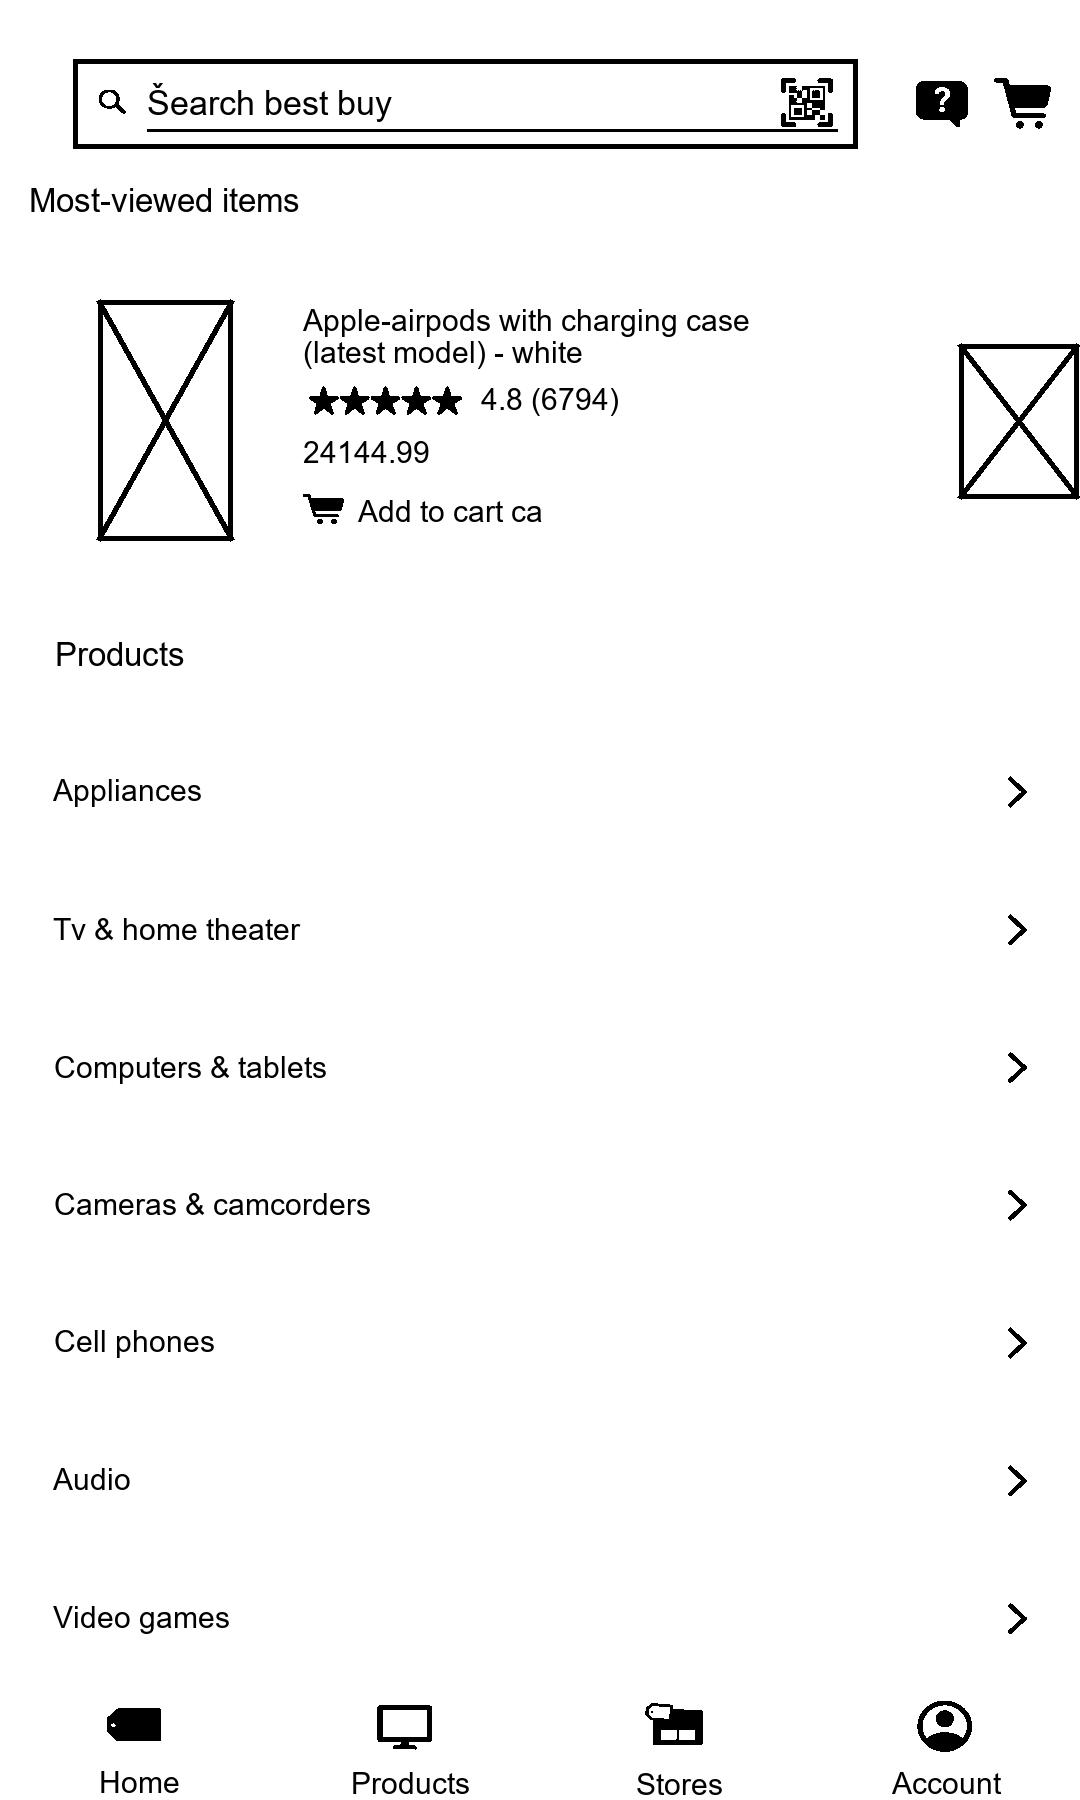 Šearch best buy
Most-viewed items
Apple-airpods with charging case
(latest model) - white
4.8 (6794)
24144.99
Add to cart ca
Products
Appliances
Tv & home theater
Computers & tablets
Cameras & camcorders
Cell phones
Audio
Video games
Home
Products
Stores
Account